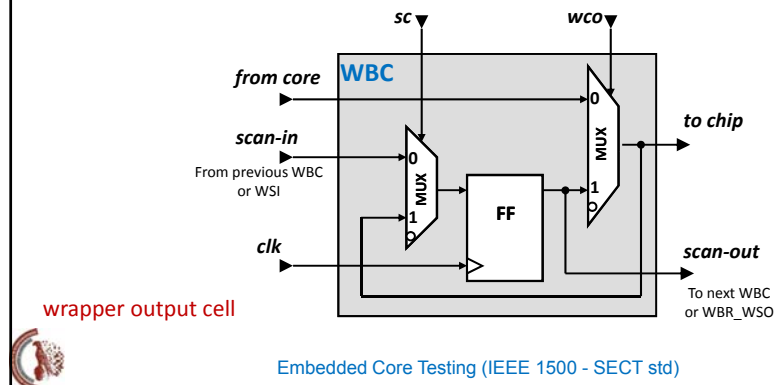 sc
wco
WBC
from core
0
MUX
to chip
scan-in
From previous WBC
or WSI
0
MUX
1
1
FF
clk
scan-out
To next WBC
or WBR_WSO
wrapper output cell
Embedded Core Testing (IEEE 1500 - SECT std)